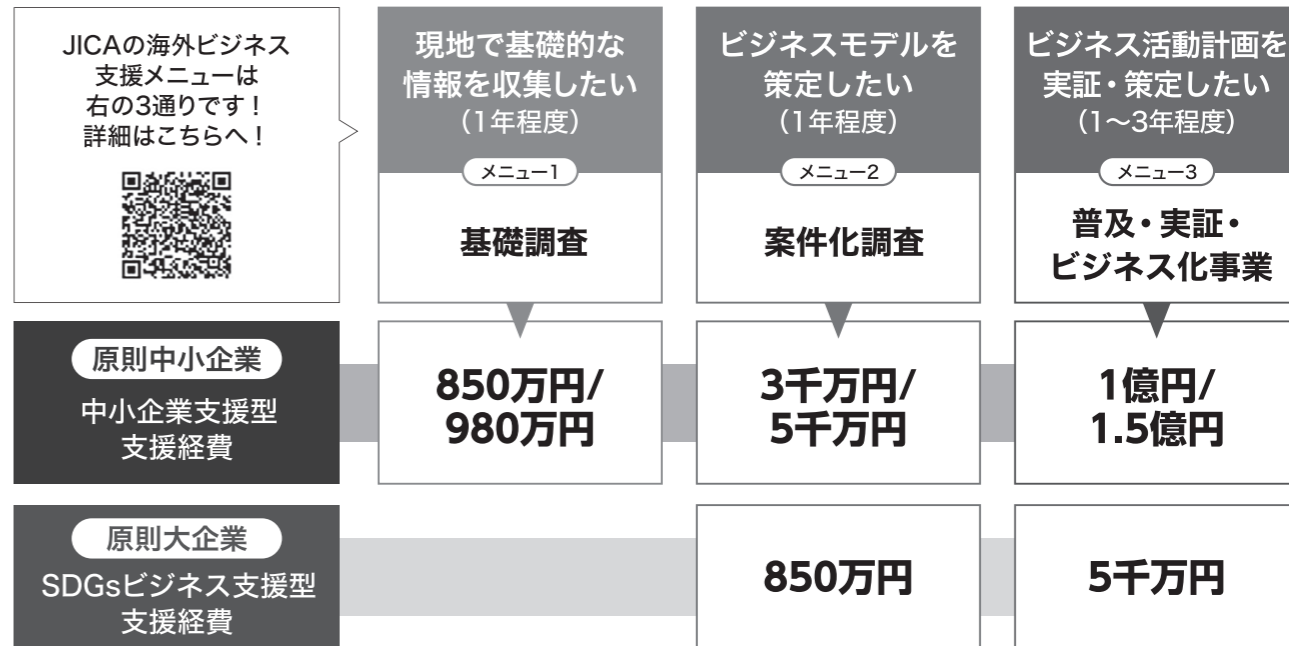 JICAの海外ビジネス
支援メニューは
右の3通りです!
詳細はこちらへ!
現地で基礎的な
情報を収集したい
(1年程度)
メニュー1
基礎調査
ビジネスモデルを
策定したい
(1年程度)
メニュー2
案件化調査
ビジネス活動計画を
実証・策定したい
(1〜3年程度)
メニュー3
普及・実証・
ビジネス化事業
原則中小企業
中小企業支援型
支援経費
850万円/
980万円
3千万円/
5千万円
1億円/
1.5億円
原則大企業
SDGsビジネス支援型
支援経費
850万円
5千万円